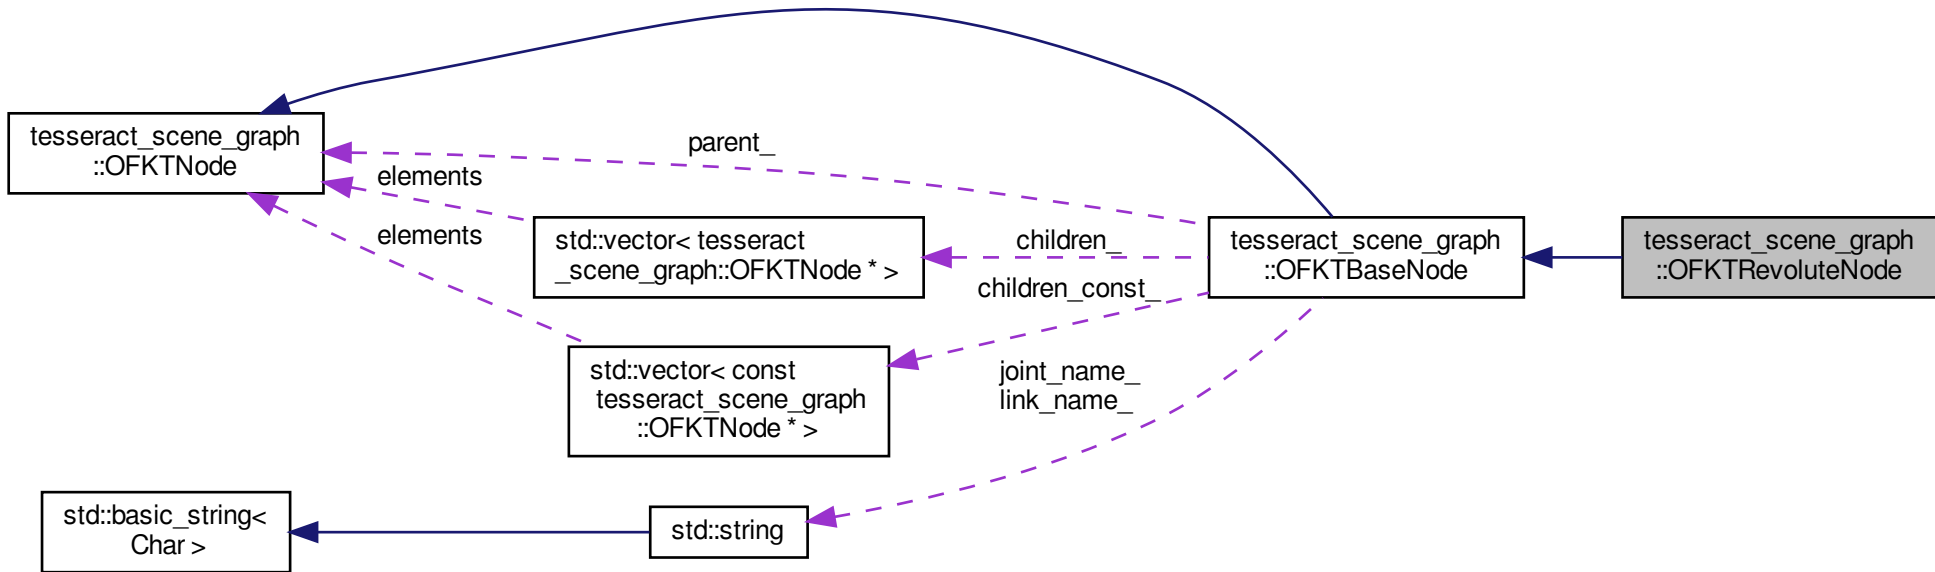 tesseract_scene_graph
::OFKTNode
parent_
elements
elements
std::vector< tesseract
_scene_graph::OFKTNode * >
children_
children_const_
tesseract_scene_graph
::OFKTBaseNode
tesseract_scene_graph
::OFKTRevoluteNode
std::vector< const
tesseract_scene_graph
::OFKTNode * >
joint_name_
link_name_
std::basic_string<
Char >
std::string